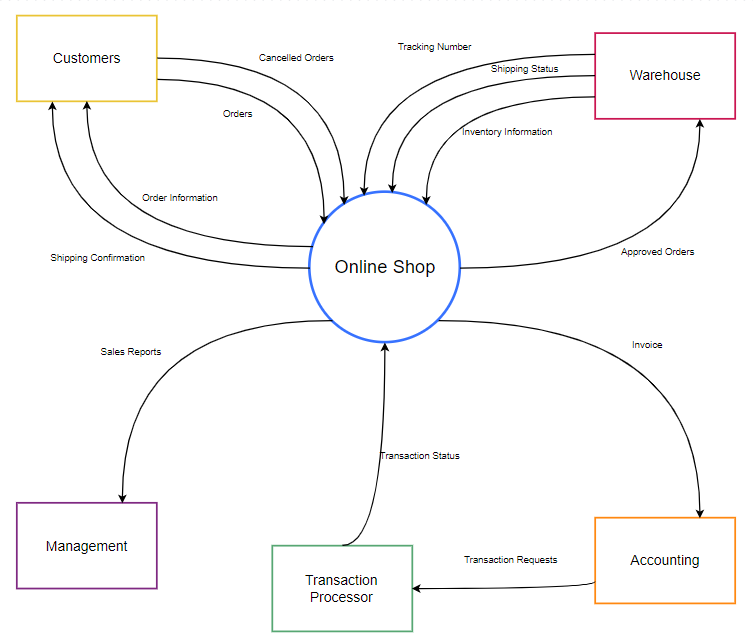 Customers
Cancelled Orders
Orders
Tracking Number
Shipping Status
Inventory Information
Warehouse
Order Information
Shipping Confirmation
Online Shop
Approved Orders
Sales Reports
Invoice
Transaction Status
Management
Transaction
Processor
Transaction Requests
Accounting